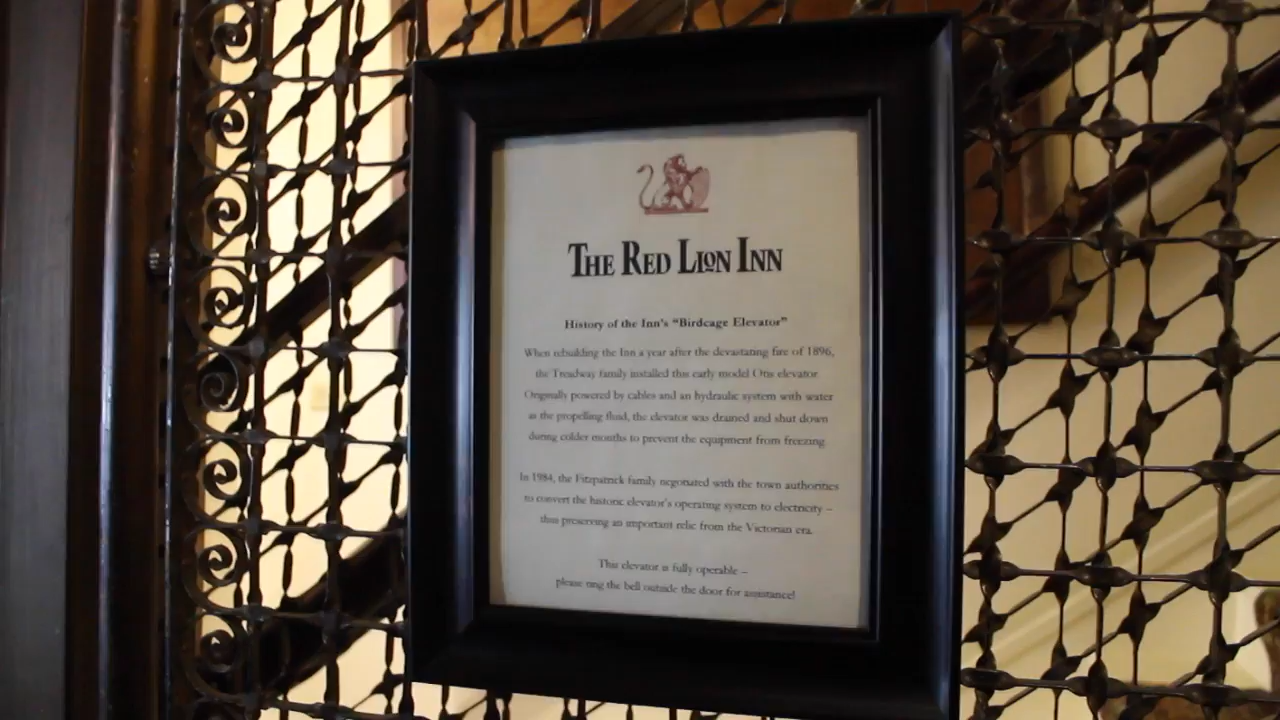 THE RED LION INN
History of the Inn's "Birdcage Elevator"
When rebuilding the Inn a year after the devastating fire of 1896,
the Treadway family installed this early model Otis elevator.
Originally powered by cables and an hydraulic system with water
as the propelling fluid, the elevator was drained and shut down
during colder months to prevent the equipment from freezing.
In 1984, the Fitzpatrick family negotiated with the town authorities
to convert the historic elevator's operating system to electricity –
thus preserving an important relic from the Victorian era.
This elevator is fully operable –
please ring the bell outside the door for assistance!